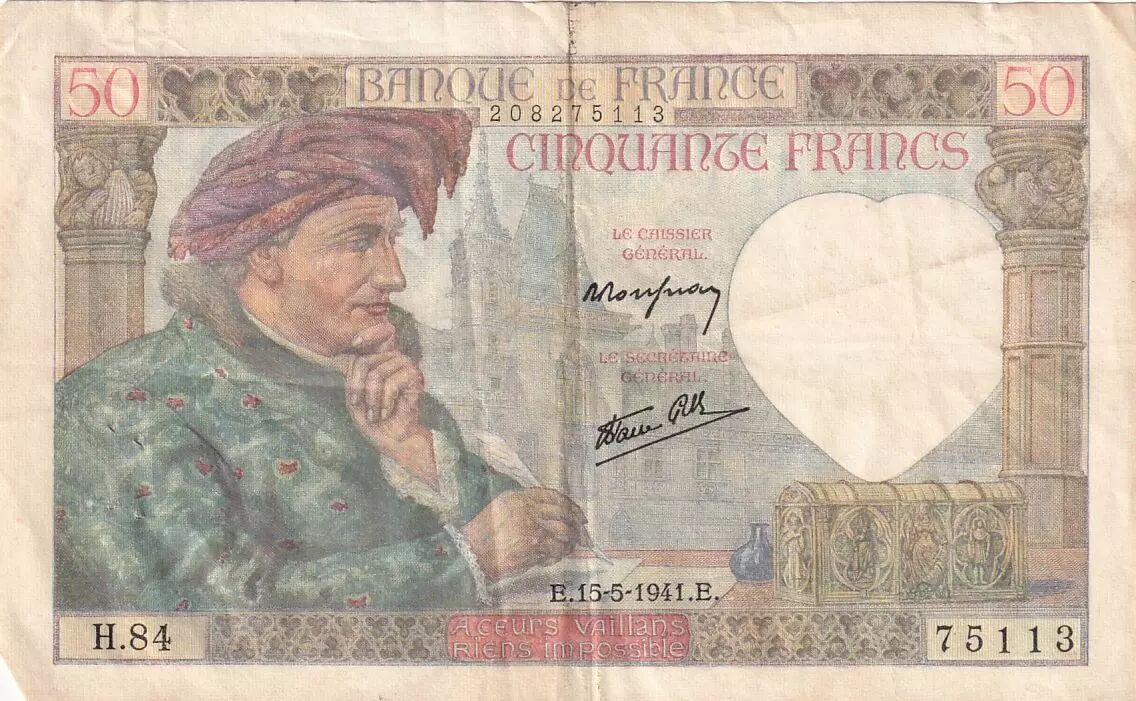 50 BANQUE DE FRANCE 50
208275113
CINQUANTE FRANCS
LE CAISSIER
GÉNÉRAL.
LE SECRÉTAIRE
GÉNÉRAL.
E.15-5-1941.E.
H.84
A CEURS VAILLANS
RIENS IMPOSSIBLE
75113